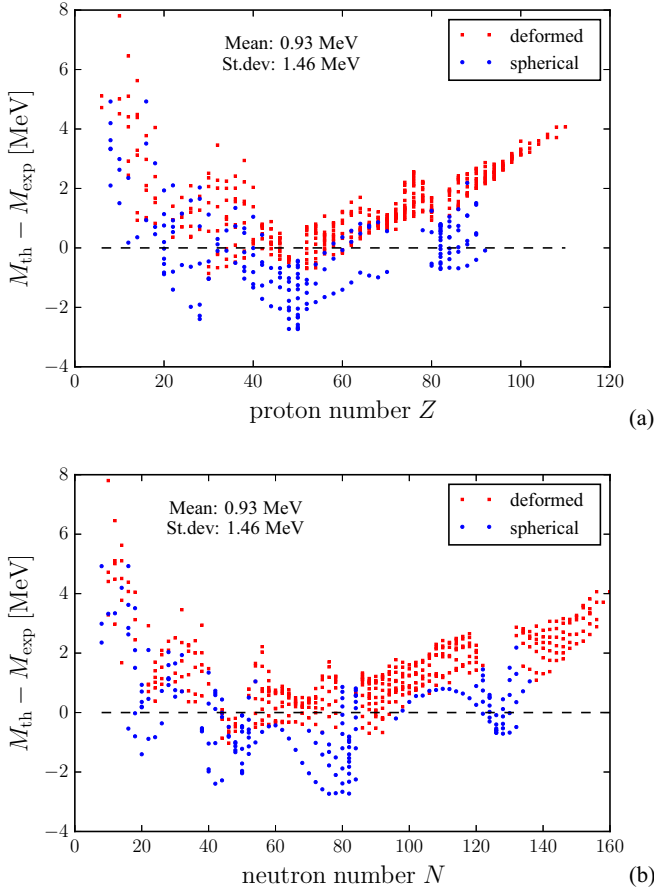 8
6
4
2
0
−2
−4
M_th − M_exp [MeV]
Mean: 0.93 MeV
St.dev: 1.46 MeV
deformed
spherical
0 20 40 60 80 100 120
proton number Z
(a)
8
6
4
2
0
−2
−4
M_th − M_exp [MeV]
Mean: 0.93 MeV
St.dev: 1.46 MeV
deformed
spherical
0 20 40 60 80 100 120 140 160
neutron number N
(b)